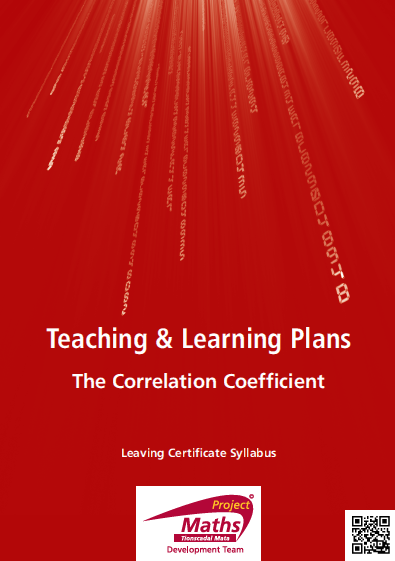 Teaching & Learning Plans
The Correlation Coefficient
Leaving Certificate Syllabus
Project
Maths
Tionscadal Mata
Development Team